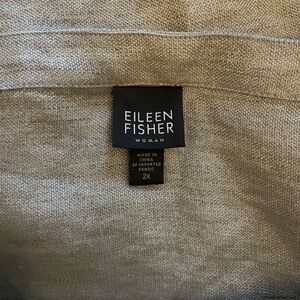 EILEEN
FISHER
WOMAN
MADE IN
CHINA
OF IMPORTED
FABRIC
2X